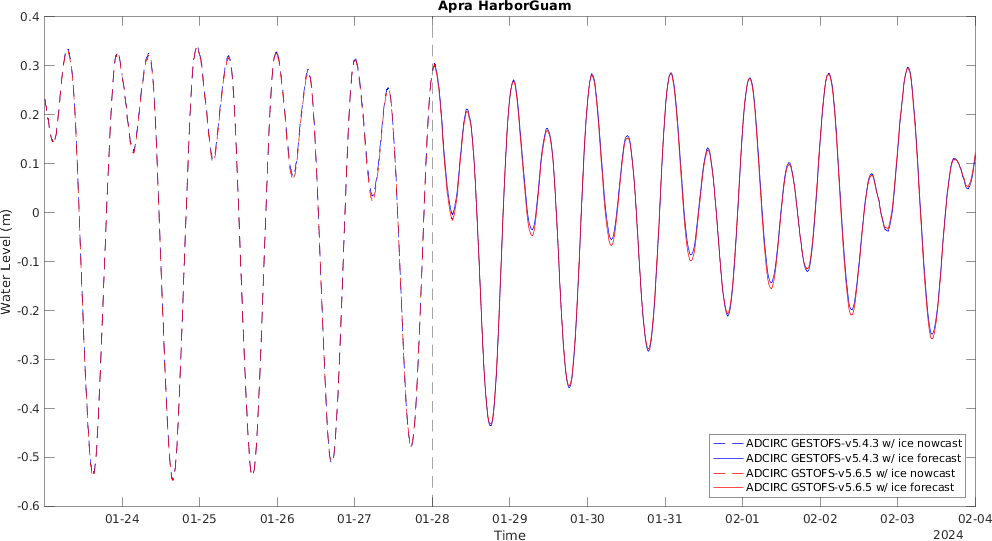 Apra HarborGuam
0.4
0.3
0.2
0.1
0
-0.1
-0.2
-0.3
-0.4
-0.5
-0.6
Water Level (m)
ADCIRC GESTOFS-v5.4.3 w/ ice nowcast
ADCIRC GESTOFS-v5.4.3 w/ ice forecast
ADCIRC GSTOFS-v5.6.5 w/ ice nowcast
ADCIRC GSTOFS-v5.6.5 w/ ice forecast
01-24 01-25 01-26 01-27 01-28 01-29 01-30 01-31 02-01 02-02 02-03 02-04
Time
2024